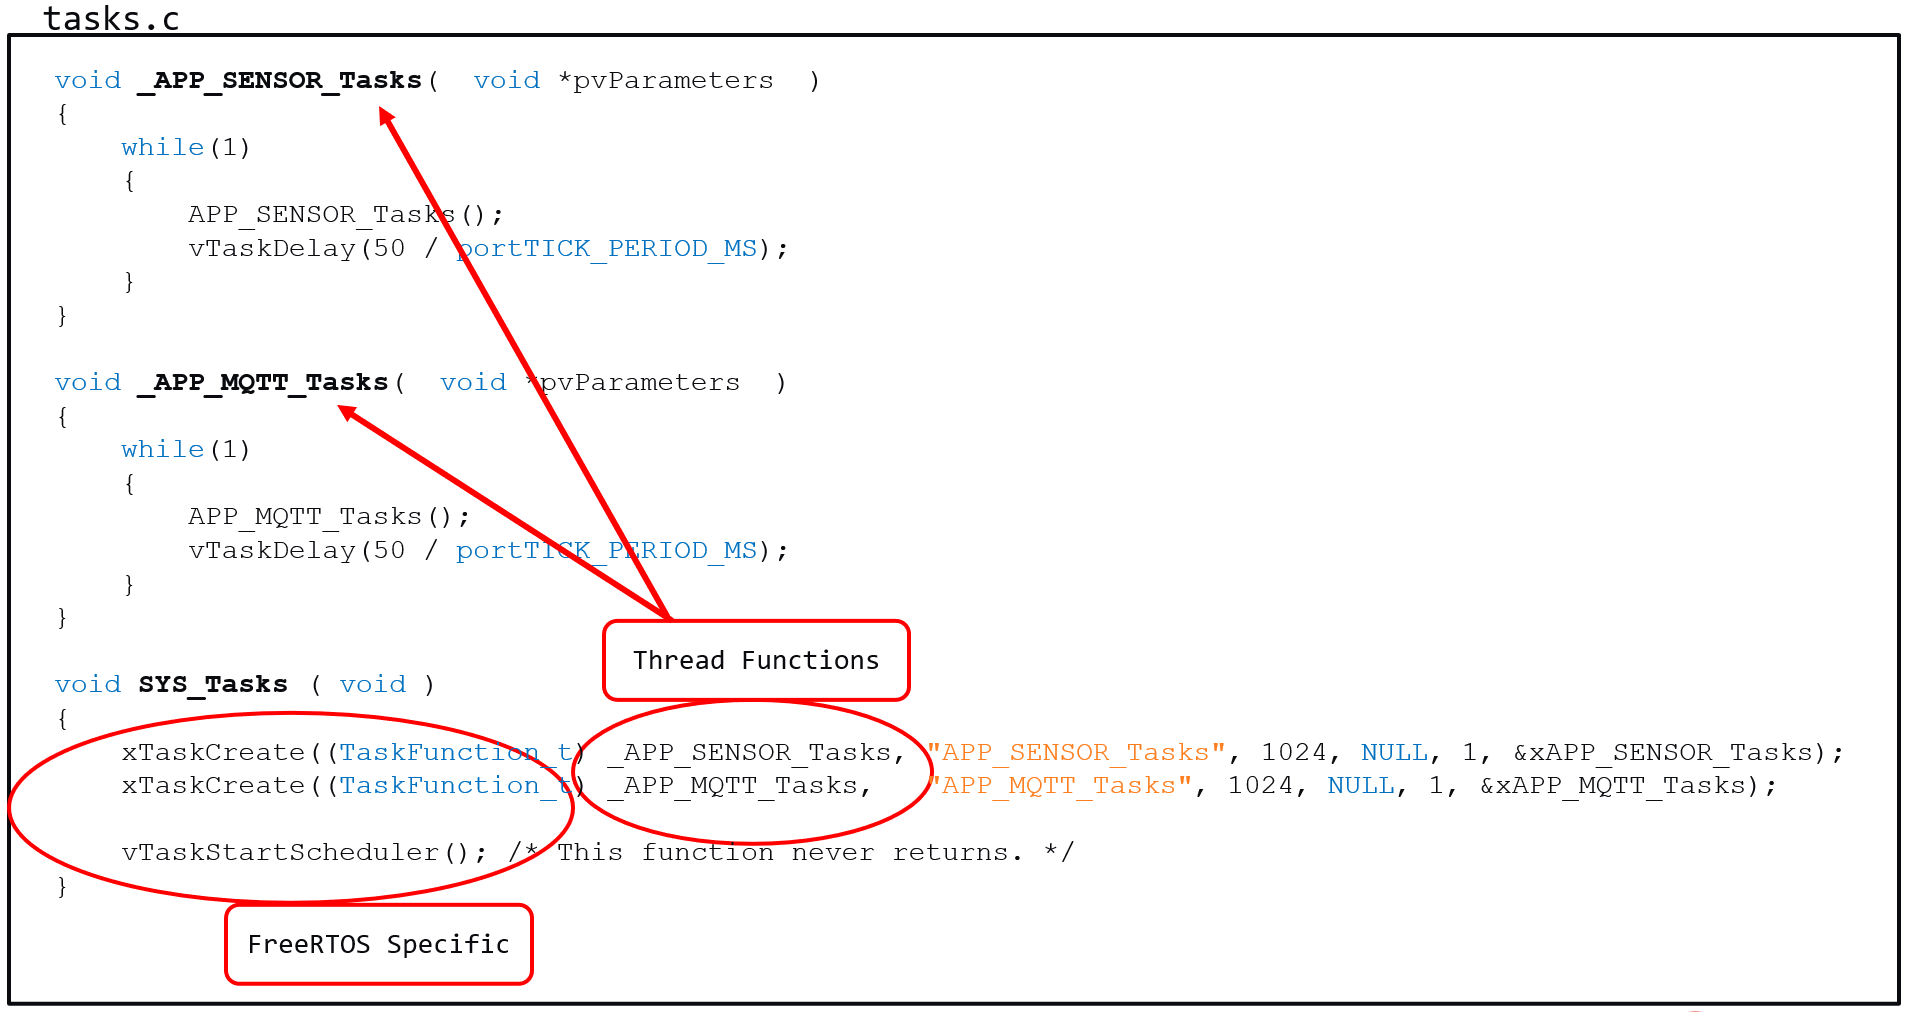 tasks.c
void _APP_SENSOR_Tasks(  void *pvParameters  )
{
    while(1)
    {
        APP_SENSOR_Tasks();
        vTaskDelay(50 / portTICK_PERIOD_MS);
    }
}
void _APP_MQTT_Tasks(  void *pvParameters  )
{
    while(1)
    {
        APP_MQTT_Tasks();
        vTaskDelay(50 / portTICK_PERIOD_MS);
    }
}
Thread Functions
void SYS_Tasks ( void )
{
    xTaskCreate((TaskFunction_t) _APP_SENSOR_Tasks, "APP_SENSOR_Tasks", 1024, NULL, 1, &xAPP_SENSOR_Tasks);
    xTaskCreate((TaskFunction_t) _APP_MQTT_Tasks,   "APP_MQTT_Tasks", 1024, NULL, 1, &xAPP_MQTT_Tasks);
    vTaskStartScheduler(); /* This function never returns. */
}
FreeRTOS Specific